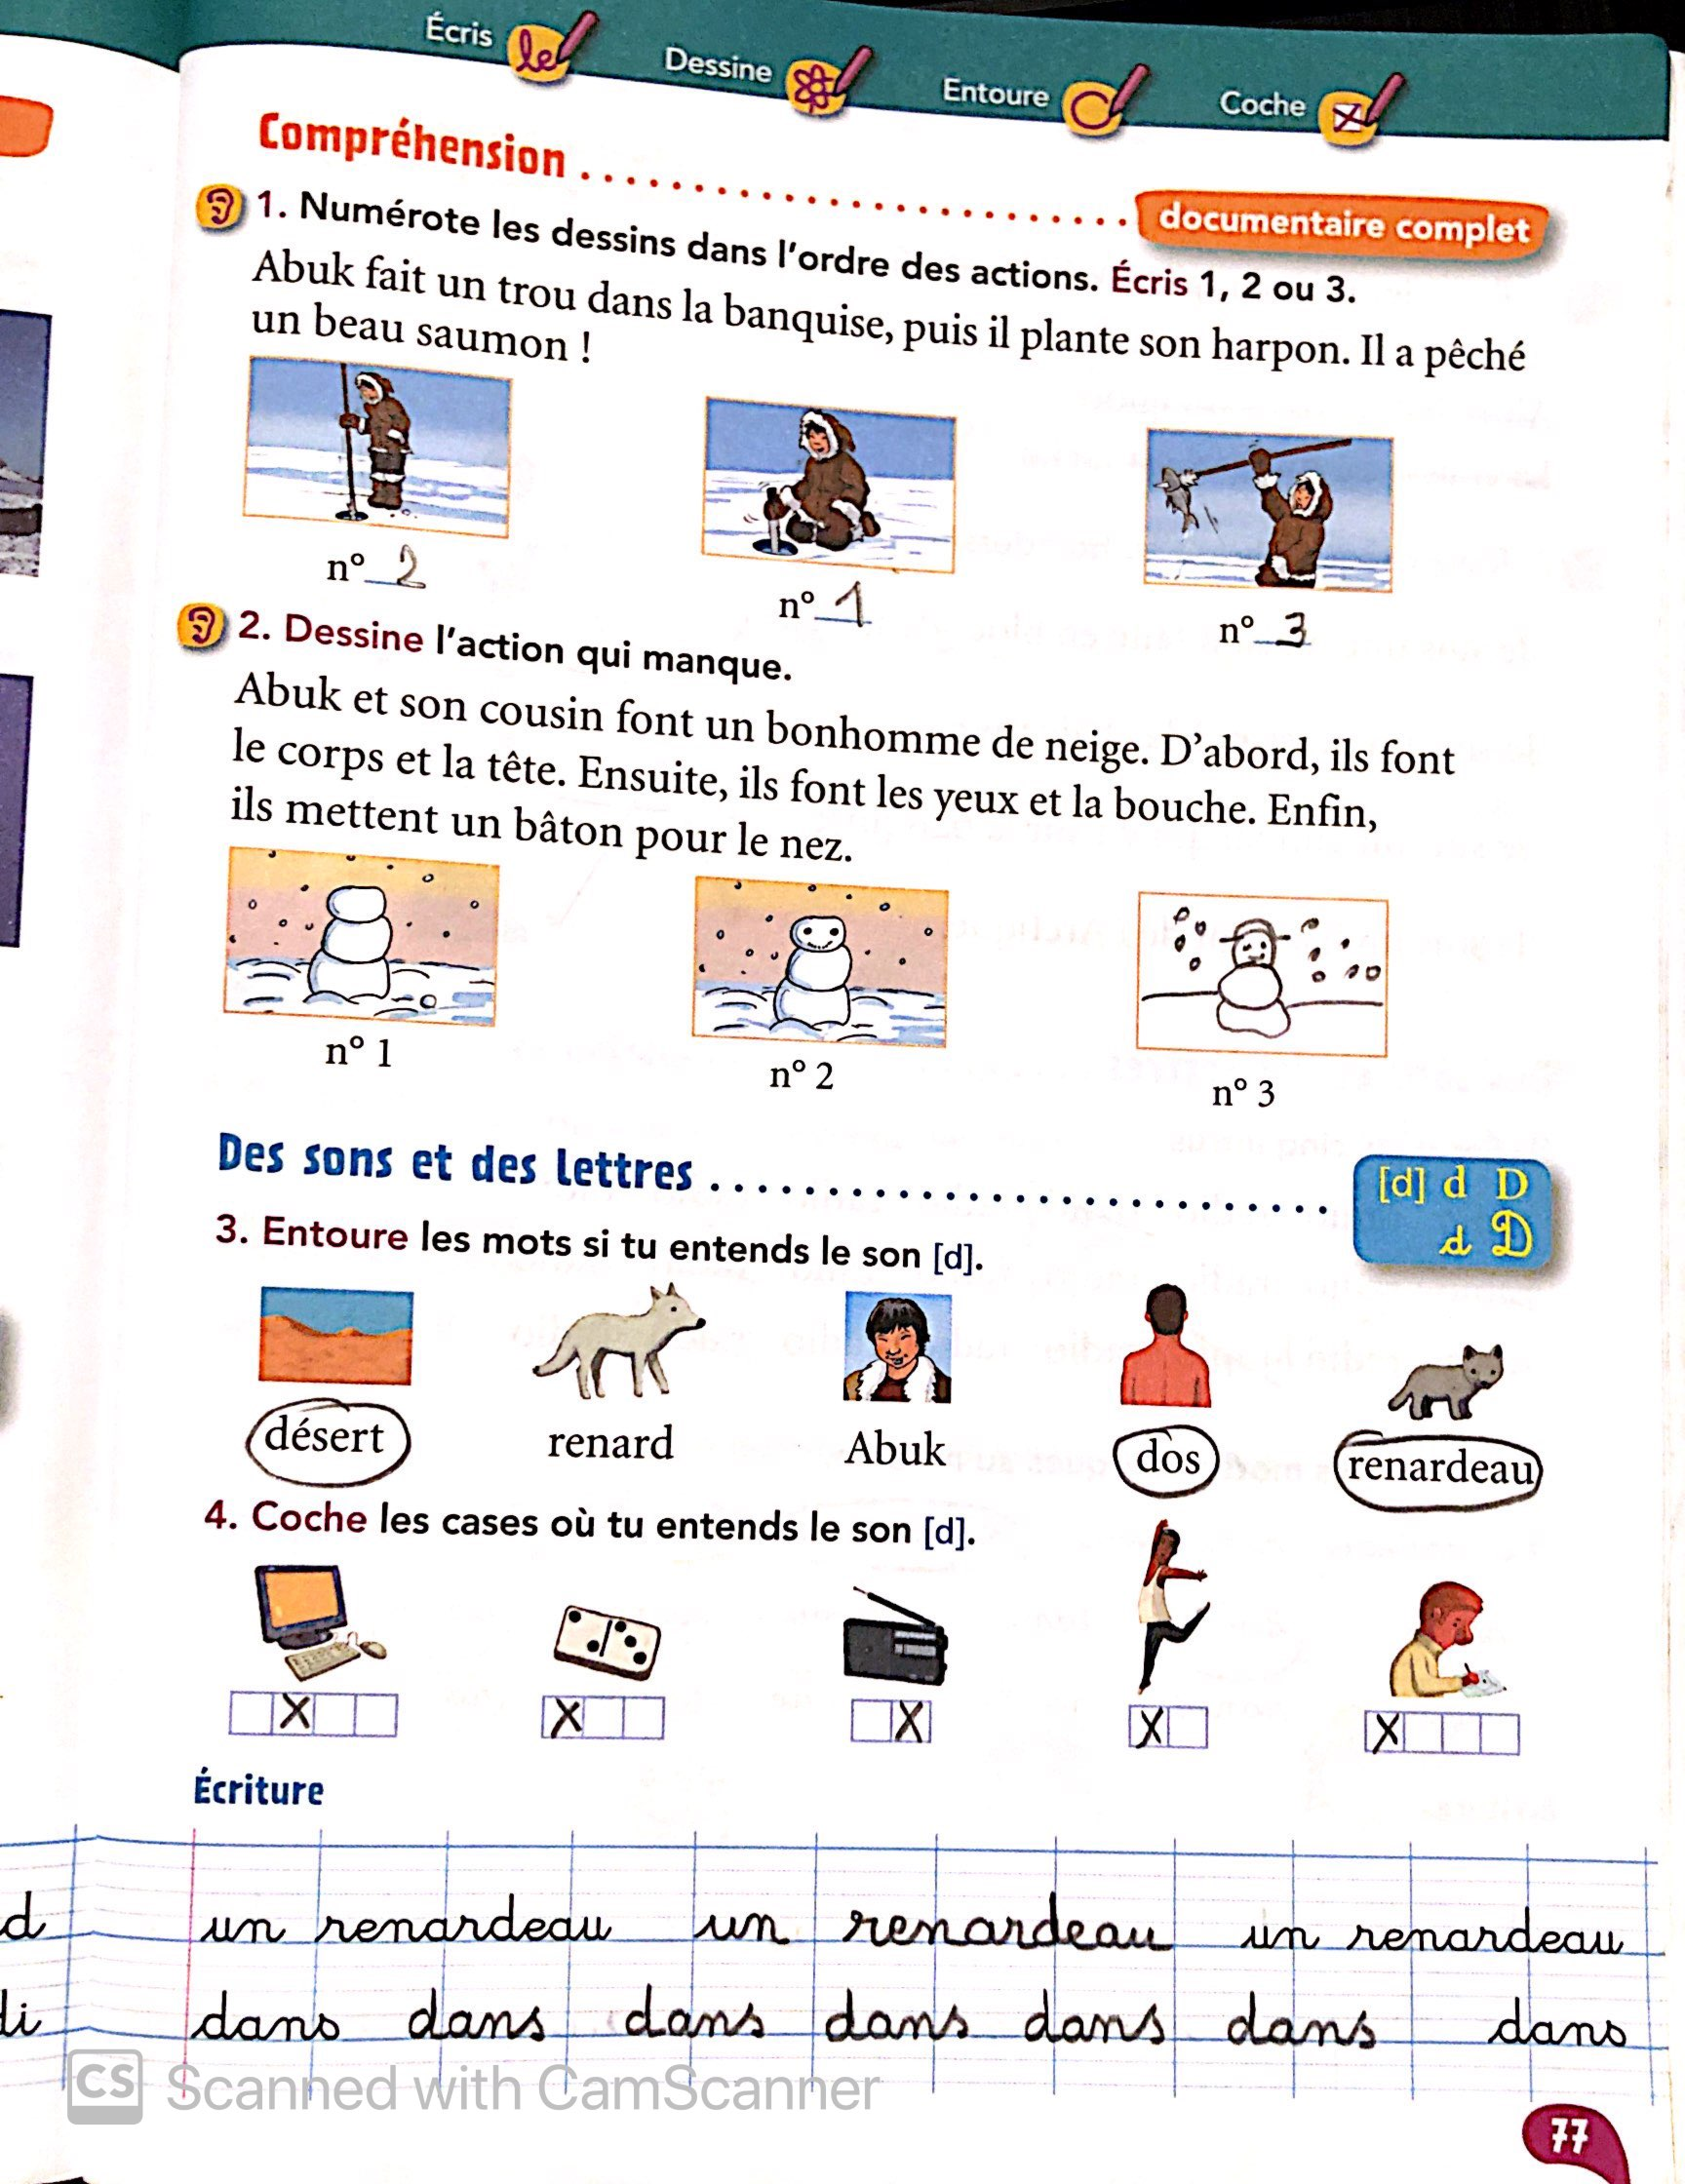 Écris le
Dessine
Entoure
Coche
Compréhension
documentaire complet
1. Numérote les dessins dans l'ordre des actions. Écris 1, 2 ou 3.
Abuk fait un trou dans la banquise, puis il plante son harpon. Il a pêché
un beau saumon !
n° 2
n° 1
n° 3
2. Dessine l'action qui manque.
Abuk et son cousin font un bonhomme de neige. D'abord, ils font
le corps et la tête. Ensuite, ils font les yeux et la bouche. Enfin,
ils mettent un bâton pour le nez.
n° 1
n° 2
n° 3
Des sons et des lettres
[d] d D
d D
3. Entoure les mots si tu entends le son [d].
désert renard Abuk dos renardeau
4. Coche les cases où tu entends le son [d].
X X X X X
Écriture
d
un renardeau un renardeau un renardeau
di
dans dans dans dans dans dans dans
CS Scanned with CamScanner
77